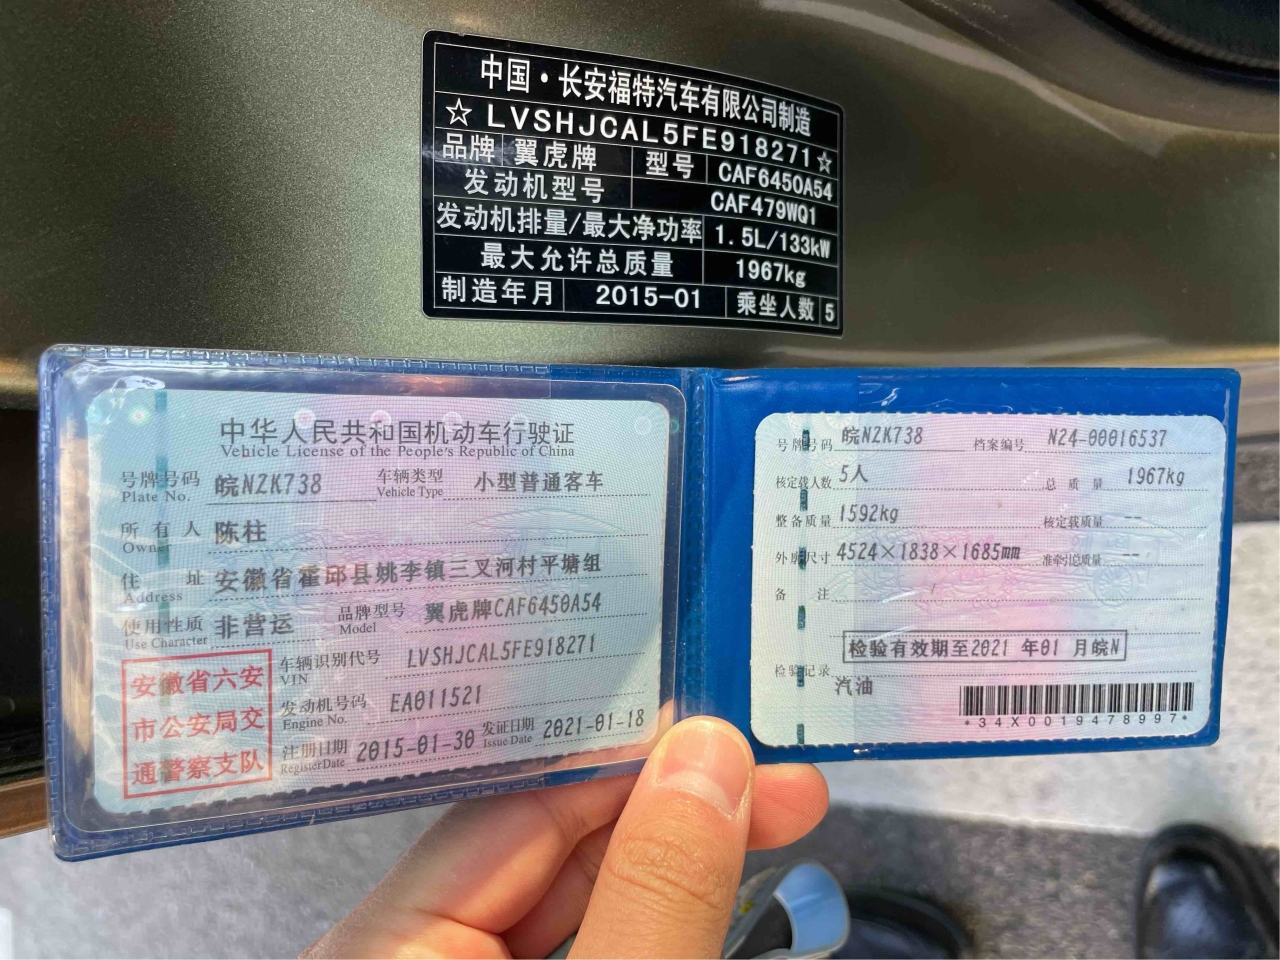 中国·长安福特汽车有限公司制造
☆LVSHJCAL5FE918271☆
品牌 翼虎牌 型号 CAF6450A54
发动机型号 CAF479WQ1
发动机排量/最大净功率 1.5L/133kW
最大允许总质量 1967kg
制造年月 2015-01 乘坐人数 5
中华人民共和国机动车行驶证
Vehicle License of the People's Republic of China
号牌号码 皖NZK738 车辆类型 小型普通客车
Plate No. Vehicle Type
所有人 陈柱
Owner
住址 安徽省霍邱县姚李镇三叉河村平塘组
Address
使用性质 非营运 品牌型号 翼虎牌CAF6450A54
Use Character Model
车辆识别代号 LVSHJCAL5FE918271
VIN
发动机号码 EA011521
Engine No.
注册日期 2015-01-30 发证日期 2021-01-18
Register Date Issue Date
安徽省六安
市公安局交
通警察支队
号牌号码 皖NZK738 档案编号 N24-00016537
核定载人数 5人 总质量 1967kg
整备质量 1592kg 核定载质量 --
外廓尺寸 4524×1838×1685mm 准牵引总质量 --
备注 /
检验有效期至2021 年01 月皖N
检验记录
汽油
*34X0019478997*